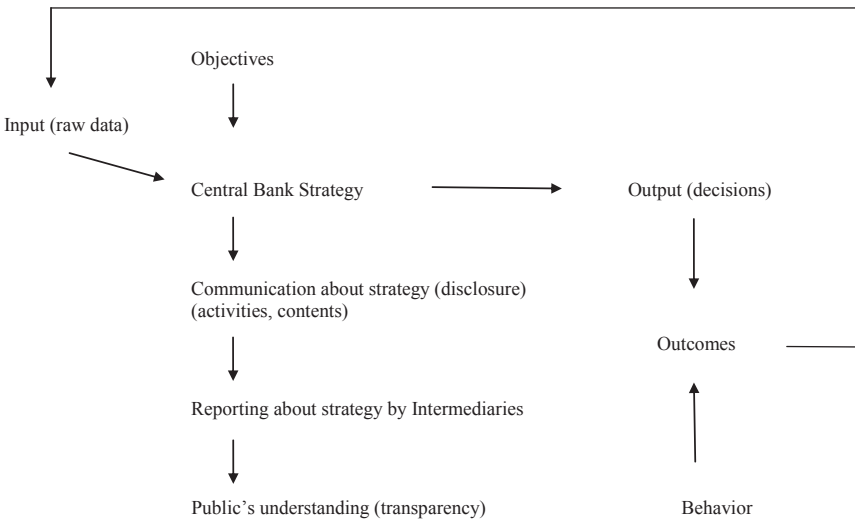 Objectives
Input (raw data)
Central Bank Strategy
Output (decisions)
Communication about strategy (disclosure)
(activities, contents)
Outcomes
Reporting about strategy by Intermediaries
Public’s understanding (transparency)
Behavior